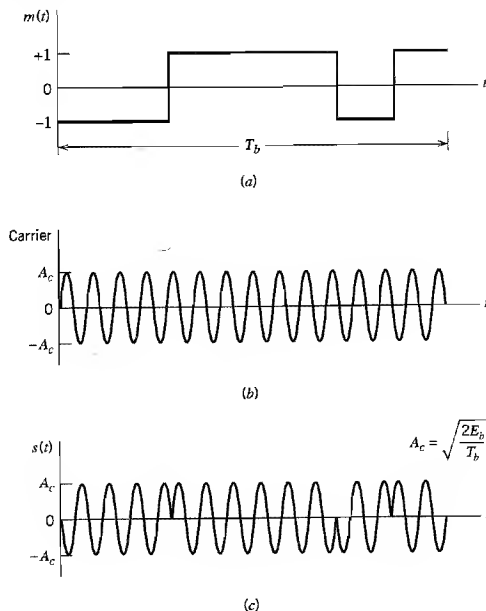 m(t)
+1
0
t
-1
T_b
(a)
Carrier
A_c
0
-A_c
(b)
s(t)
A_c = √(2E_b/T_b)
A_c
0
-A_c
(c)